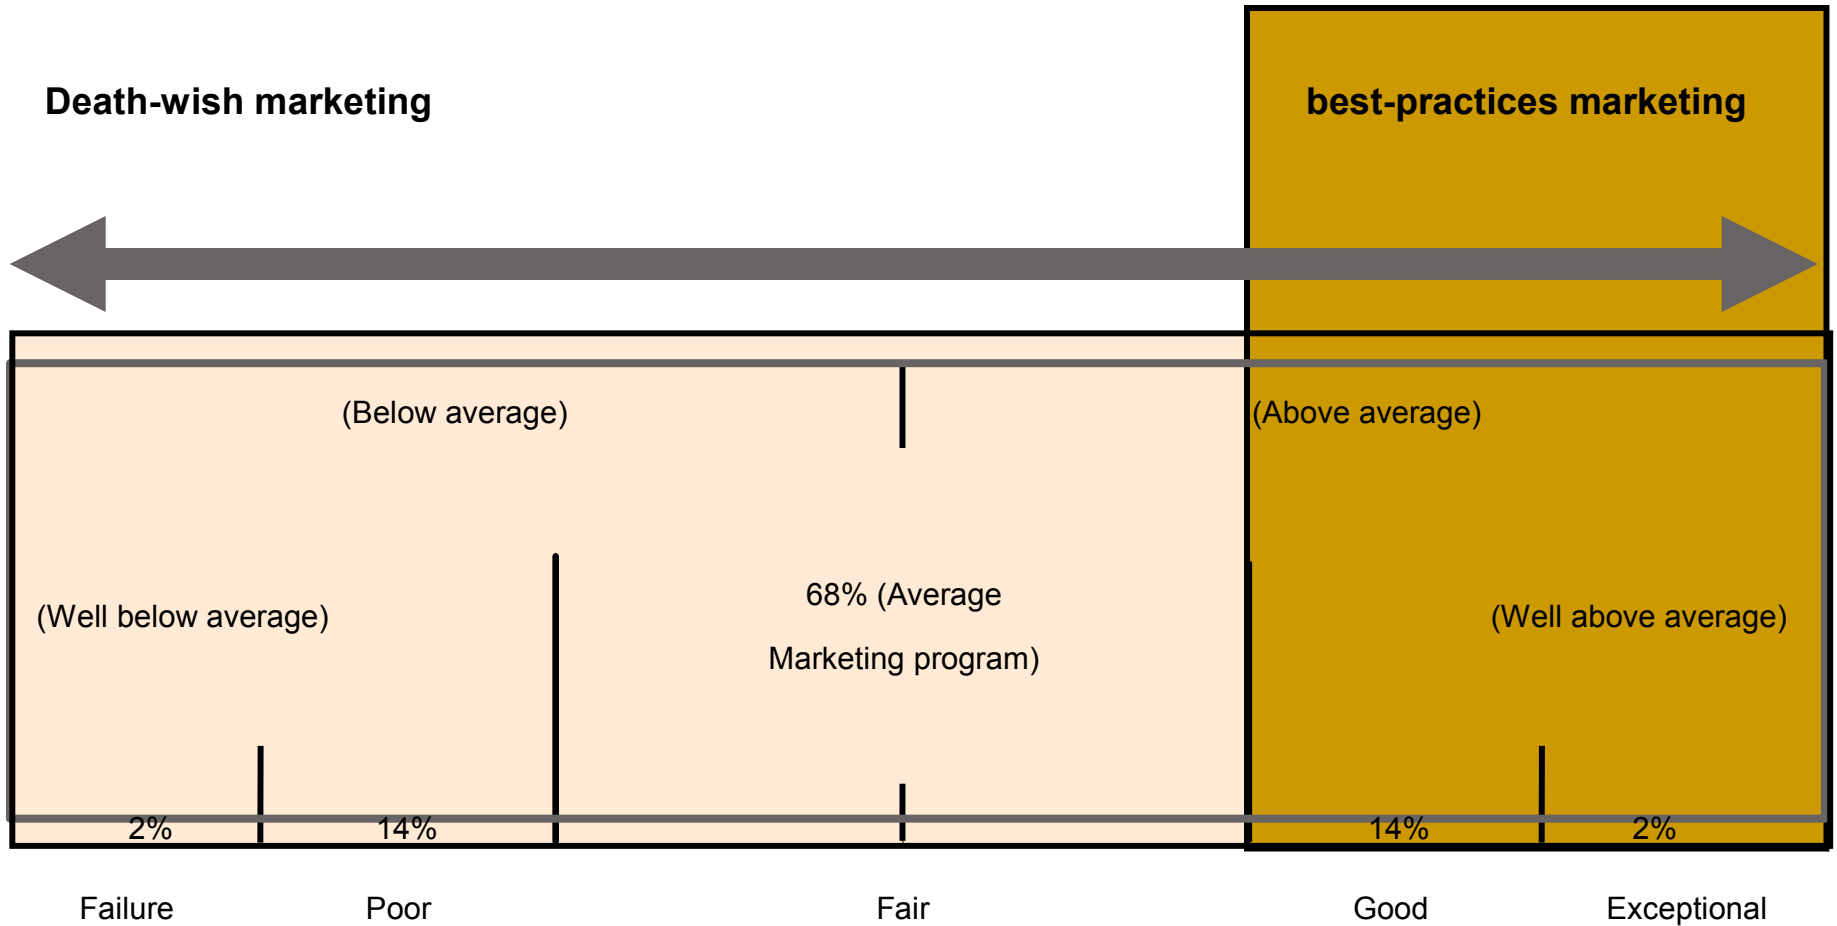 Death-wish marketing
best-practices marketing
(Below average)
(Above average)
(Well below average)
68% (Average
Marketing program)
(Well above average)
2%
14%
14%
2%
Failure
Poor
Fair
Good
Exceptional